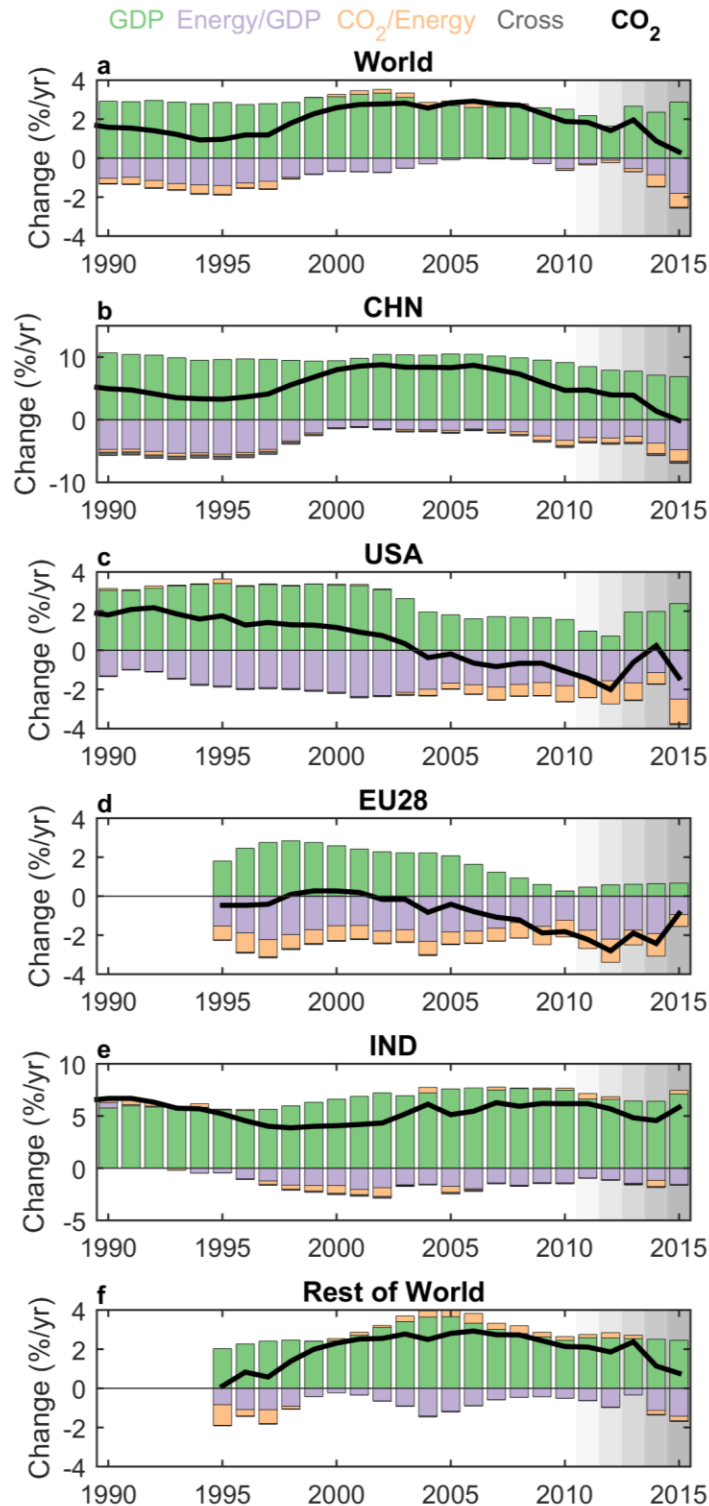 GDP Energy/GDP CO₂/Energy Cross CO₂
a World
Change (%/yr)
4
2
0
-2
-4
1990 1995 2000 2005 2010 2015
b CHN
Change (%/yr)
10
0
-10
1990 1995 2000 2005 2010 2015
c USA
Change (%/yr)
4
2
0
-2
-4
1990 1995 2000 2005 2010 2015
d EU28
Change (%/yr)
4
2
0
-2
-4
1990 1995 2000 2005 2010 2015
e IND
Change (%/yr)
10
5
0
-5
1990 1995 2000 2005 2010 2015
f Rest of World
Change (%/yr)
4
2
0
-2
-4
1990 1995 2000 2005 2010 2015